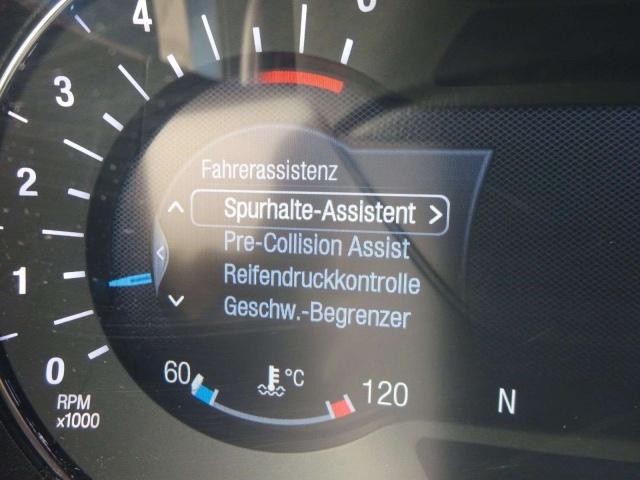 4
3
2
1
0
RPM
x1000
Fahrerassistenz
Spurhalte-Assistent >
Pre-Collision Assist
Reifendruckkontrolle
Geschw.-Begrenzer
60 °C 120
N